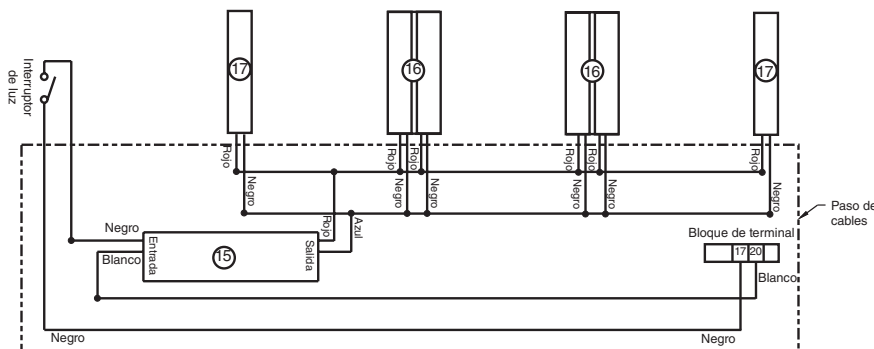 Interruptor
de luz
17
16
16
17
Rojo
Rojo
Rojo
Rojo
Rojo
Rojo
Negro
Negro
Negro
Negro
Negro
Negro
Rojo
Azul
Paso de
cables
Negro
Blanco
Entrada
15
Salida
Bloque de terminal
17 20
Blanco
Negro
Negro